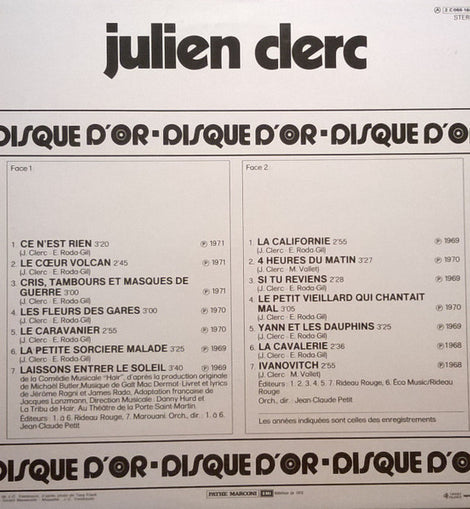 julien clerc
STER
DISQUE D'OR-DISQUE D'OR-DISQUE D'O
Face 1
1 CE N'EST RIEN 3'20 Ⓟ 1971
(J. Clerc - E. Roda-Gil)
2 LE CŒUR VOLCAN 2'45 Ⓟ 1971
(J. Clerc - E. Roda-Gil)
3 CRIS, TAMBOURS ET MASQUES DE
GUERRE 3'00 Ⓟ 1971
(J. Clerc - E. Roda-Gil)
4 LES FLEURS DES GARES 3'00 Ⓟ 1970
(J. Clerc - E. Roda-Gil)
5 LE CARAVANIER 2'55 Ⓟ 1970
(J. Clerc - E. Roda-Gil)
6 LA PETITE SORCIERE MALADE 3'25 Ⓟ 1969
(J. Clerc - E. Roda-Gil)
7 LAISSONS ENTRER LE SOLEIL 3'40 Ⓟ 1969
de la Comédie Musicale "Hair", d'après la production originale
de Michael Butler, Musique de Galt Mac Dermot - Livret et lyrics
de Jérôme Ragni et James Rado, Adaptation francaise de
Jacques Lanzmann, Direction Musicale : Danny Hurd et
La Tribu de Hair. Au Théâtre de la Porte Saint-Martin.
Éditeurs : 1. à 6. Rideau Rouge, 7. Marouani. Orch., dir. : 1. à 6.
Jean-Claude Petit
Face 2
1. LA CALIFORNIE 2'55 Ⓟ 1969
(J. Clerc - E. Roda-Gil)
2. 4 HEURES DU MATIN 3'27 Ⓟ 1970
(J. Clerc - M. Vallet)
3. SI TU REVIENS 2'28 Ⓟ 1969
(J. Clerc - E. Roda-Gil)
4. LE PETIT VIEILLARD QUI CHANTAIT
MAL 3'05 Ⓟ 1970
(J. Clerc - E. Roda-Gil)
5. YANN ET LES DAUPHINS 3'25 Ⓟ 1969
(J. Clerc - E. Roda-Gil)
6. LA CAVALERIE 2'36 Ⓟ 1968
(J. Clerc - E. Roda-Gil)
7 IVANOVITCH 2'55 Ⓟ 1968
(J. Clerc - M. Vallet)
Éditeurs : 1. 2. 3. 4. 5. 7. Rideau Rouge, 6. Éco Music/Rideau
Rouge
Orch., dir. : Jean-Claude Petit
Les années indiquées sont celles des enregistrements
DISQUE D'OR-DISQUE D'OR-DISQUE D'O
PATHE MARCONI EMI